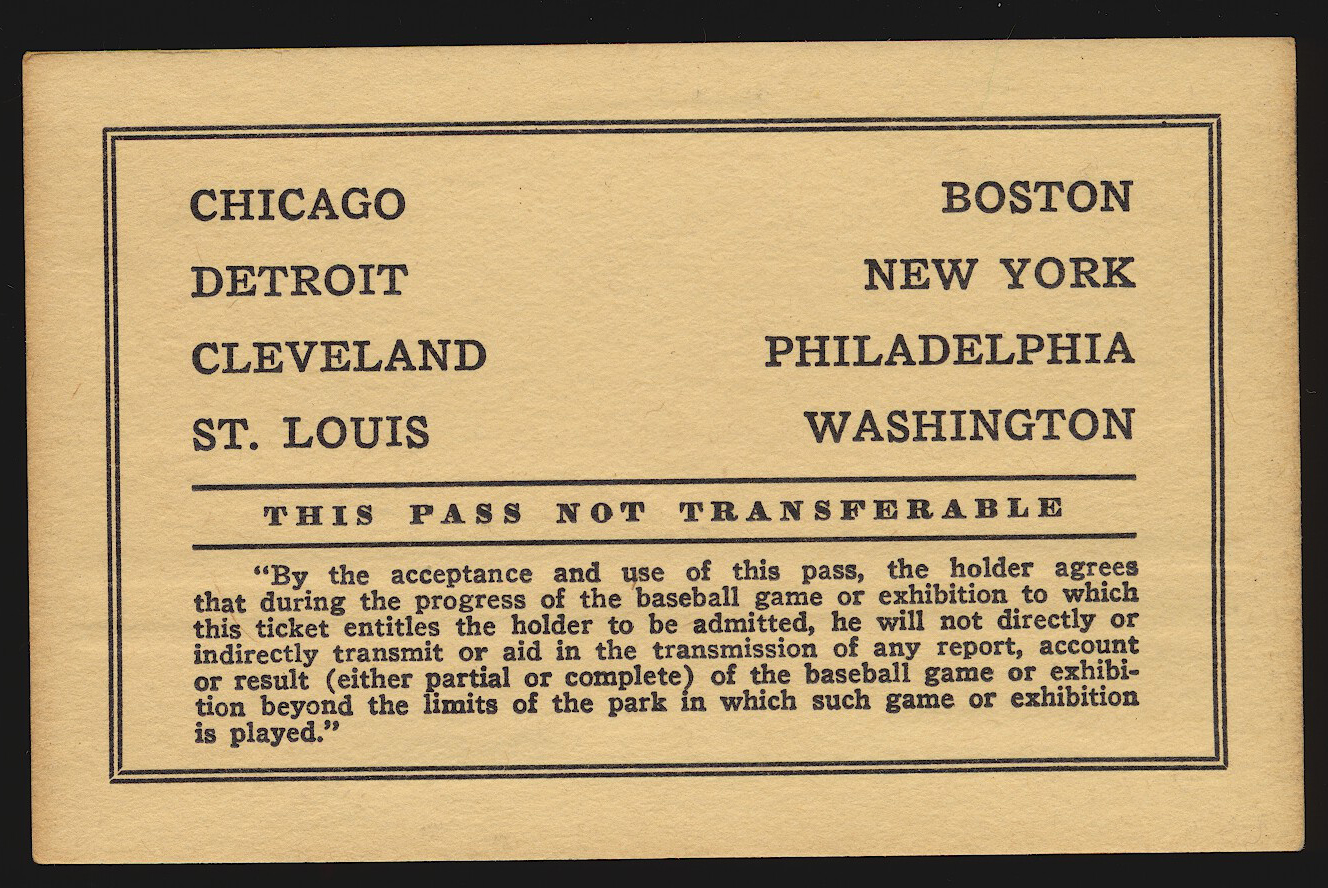 CHICAGO BOSTON
DETROIT NEW YORK
CLEVELAND PHILADELPHIA
ST. LOUIS WASHINGTON
THIS PASS NOT TRANSFERABLE
“By the acceptance and use of this pass, the holder agrees
that during the progress of the baseball game or exhibition to which
this ticket entitles the holder to be admitted, he will not directly or
indirectly transmit or aid in the transmission of any report, account
or result (either partial or complete) of the baseball game or exhibi-
tion beyond the limits of the park in which such game or exhibition
is played.”